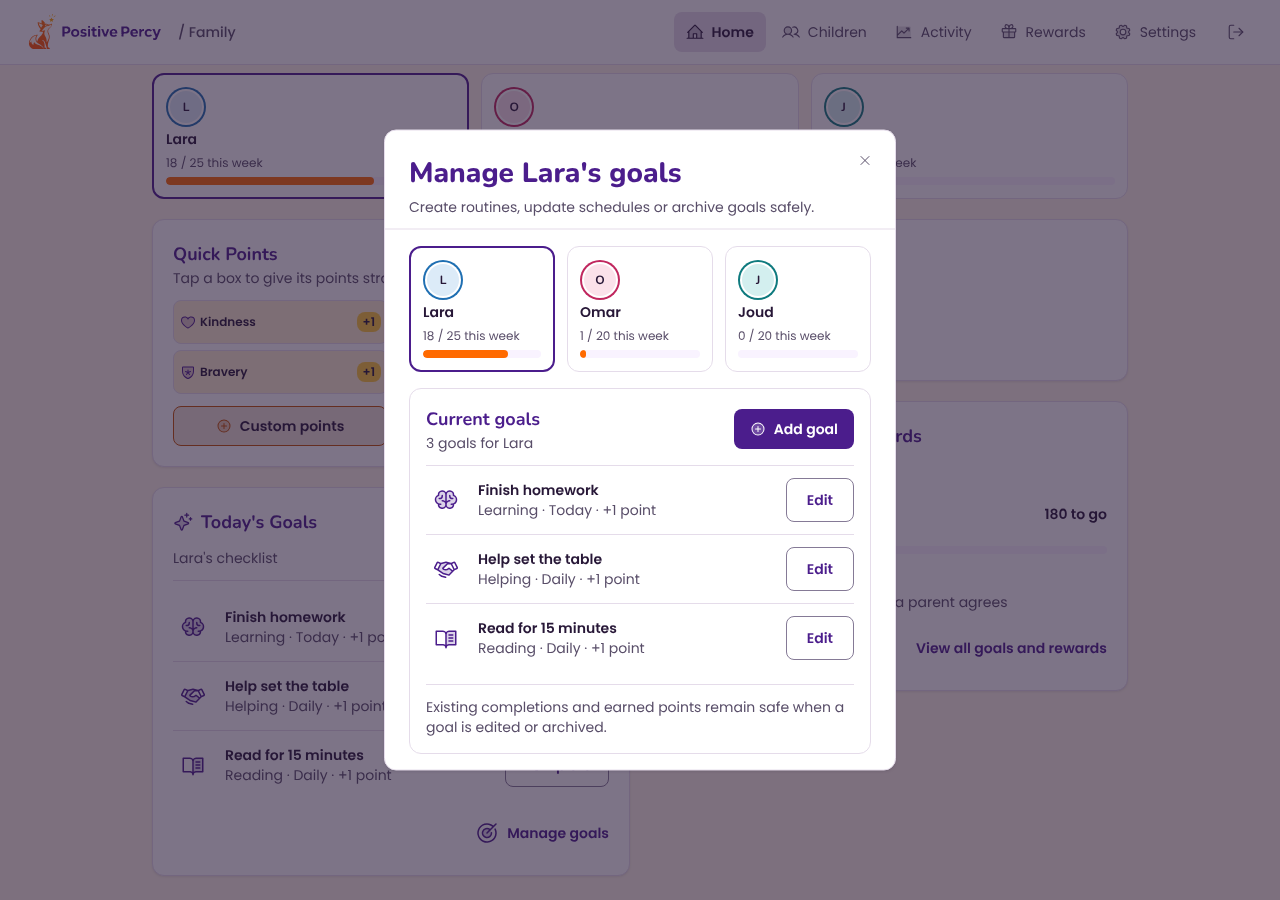 Positive Percy / Family
Home
Children
Activity
Rewards
Settings
L
Lara
18 / 25 this week
O
J
Quick Points
Tap a box to give its points
Kindness
+1
Bravery
+1
Custom points
Today's Goals
Lara's checklist
Finish homework
Learning · Today ·
Help set the table
Helping · Daily ·
Read for 15 minutes
Reading · Daily · +1 point
Manage goals
180 to go
a parent agrees
View all goals and rewards
Manage Lara's goals
Create routines, update schedules or archive goals safely.
L
Lara
18 / 25 this week
O
Omar
1 / 20 this week
J
Joud
0 / 20 this week
Current goals
3 goals for Lara
Add goal
Finish homework
Learning · Today · +1 point
Edit
Help set the table
Helping · Daily · +1 point
Edit
Read for 15 minutes
Reading · Daily · +1 point
Edit
Existing completions and earned points remain safe when a
goal is edited or archived.